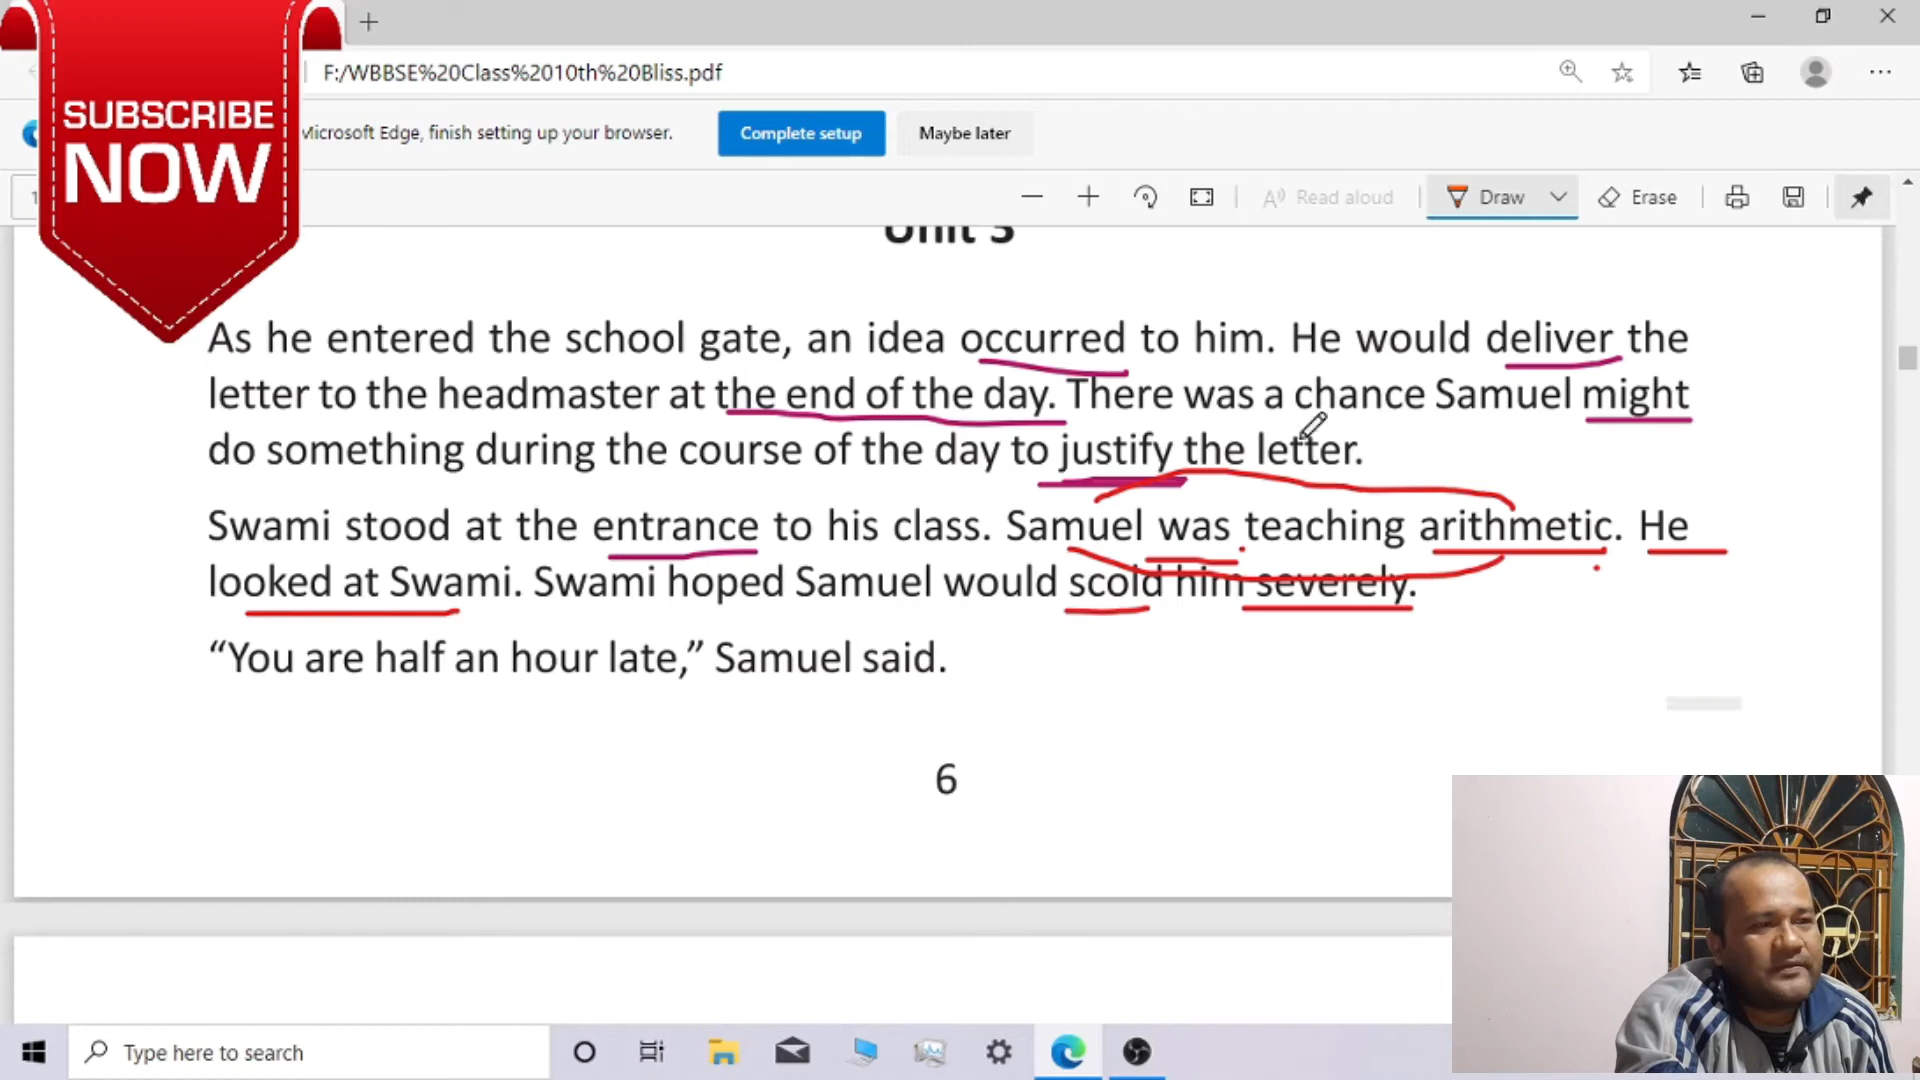 F:/WBBSE%20Class%2010th%20Bliss.pdf
SUBSCRIBE
NOW
Microsoft Edge, finish setting up your browser.
Complete setup
Maybe later
Read aloud
Draw
Erase
Unit 3
As he entered the school gate, an idea occurred to him. He would deliver the
letter to the headmaster at the end of the day. There was a chance Samuel might
do something during the course of the day to justify the letter.
Swami stood at the entrance to his class. Samuel was teaching arithmetic. He
looked at Swami. Swami hoped Samuel would scold him severely.
“You are half an hour late,” Samuel said.
6
Type here to search